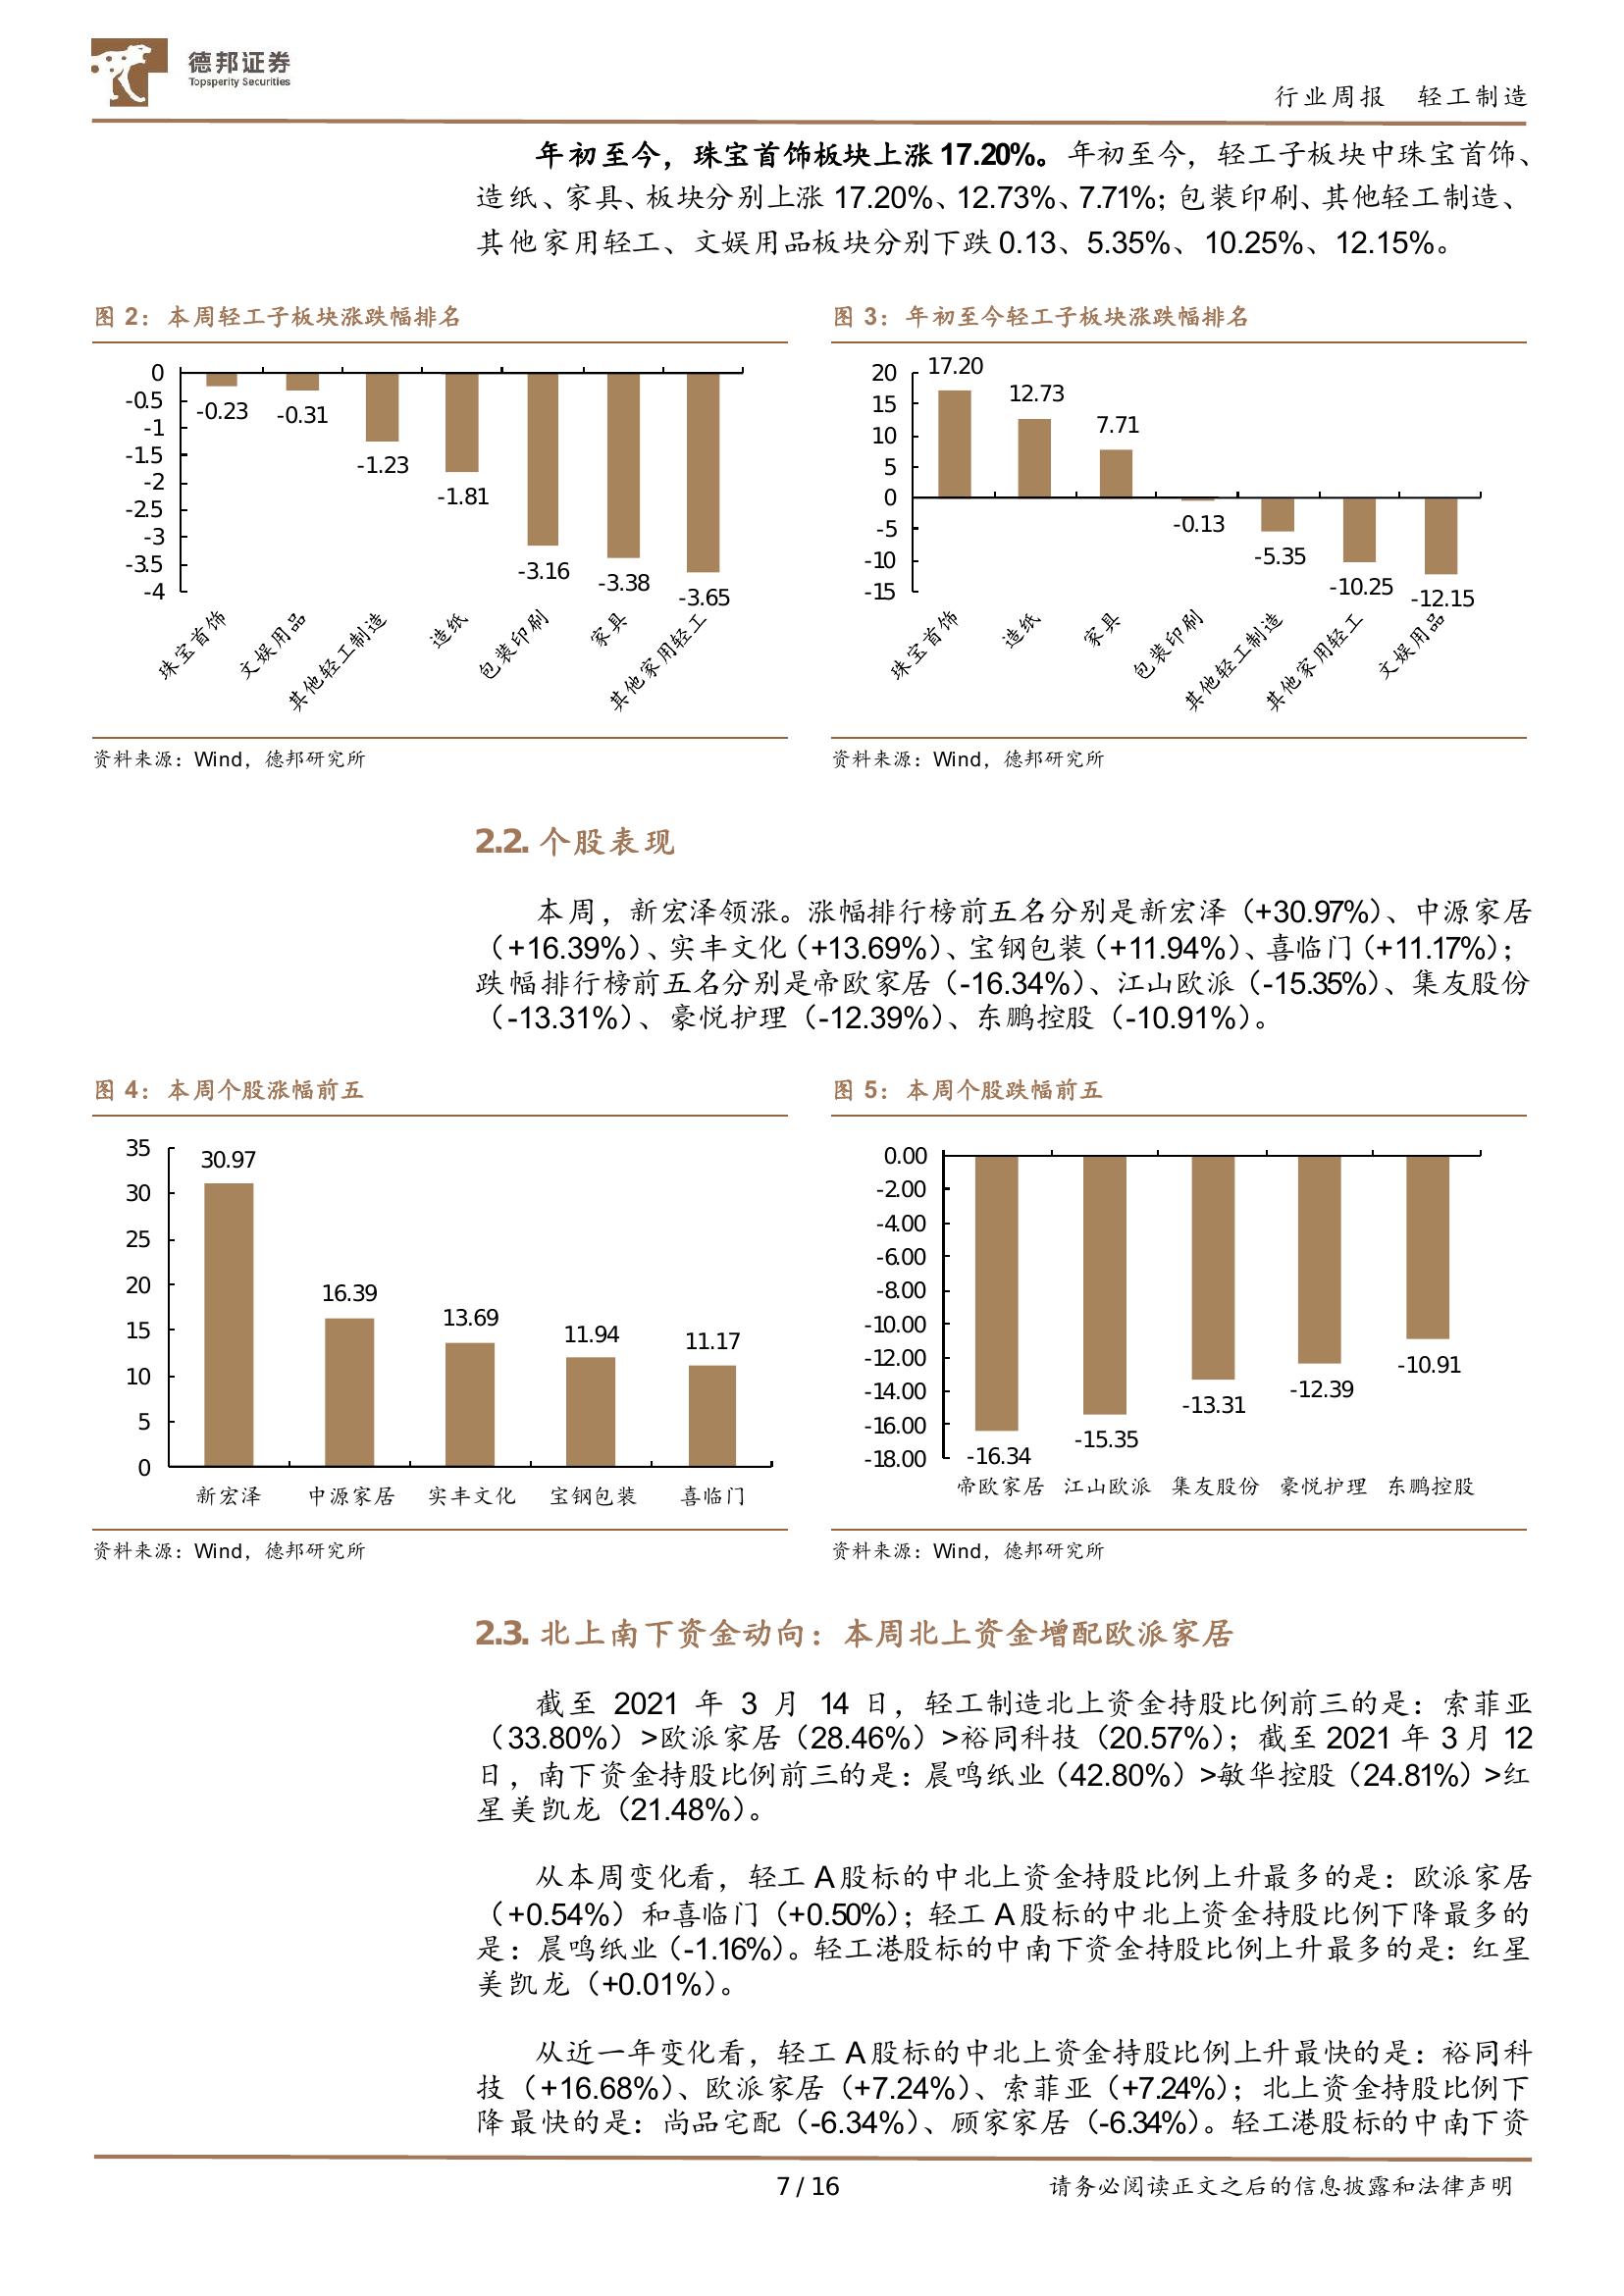 德邦证券
Topsperity Securities
行业周报 轻工制造
年初至今，珠宝首饰板块上涨 17.20%。年初至今，轻工子板块中珠宝首饰、
造纸、家具、板块分别上涨 17.20%、12.73%、7.71%；包装印刷、其他轻工制造、
其他家用轻工、文娱用品板块分别下跌 0.13、5.35%、10.25%、12.15%。
图 2：本周轻工子板块涨跌幅排名
0
-0.5
-1
-1.5
-2
-2.5
-3
-3.5
-4
-0.23
-0.31
-1.23
-1.81
-3.16
-3.38
-3.65
珠宝首饰
文娱用品
其他轻工制造
造纸
包装印刷
家具
其他家用轻工
资料来源：Wind，德邦研究所
图 3：年初至今轻工子板块涨跌幅排名
20
15
10
5
0
-5
-10
-15
17.20
12.73
7.71
-0.13
-5.35
-10.25
-12.15
珠宝首饰
造纸
家具
包装印刷
其他轻工制造
其他家用轻工
文娱用品
资料来源：Wind，德邦研究所
2.2. 个股表现
本周，新宏泽领涨。涨幅排行榜前五名分别是新宏泽（+30.97%）、中源家居
（+16.39%）、实丰文化（+13.69%）、宝钢包装（+11.94%）、喜临门（+11.17%）；
跌幅排行榜前五名分别是帝欧家居（-16.34%）、江山欧派（-15.35%）、集友股份
（-13.31%）、豪悦护理（-12.39%）、东鹏控股（-10.91%）。
图 4：本周个股涨幅前五
35
30
25
20
15
10
5
0
30.97
16.39
13.69
11.94
11.17
新宏泽
中源家居
实丰文化
宝钢包装
喜临门
资料来源：Wind，德邦研究所
图 5：本周个股跌幅前五
0.00
-2.00
-4.00
-6.00
-8.00
-10.00
-12.00
-14.00
-16.00
-18.00
-16.34
-15.35
-13.31
-12.39
-10.91
帝欧家居
江山欧派
集友股份
豪悦护理
东鹏控股
资料来源：Wind，德邦研究所
2.3. 北上南下资金动向：本周北上资金增配欧派家居
截至 2021 年 3 月 14 日，轻工制造北上资金持股比例前三的是：索菲亚
（33.80%）>欧派家居（28.46%）>裕同科技（20.57%）；截至 2021 年 3 月 12
日，南下资金持股比例前三的是：晨鸣纸业（42.80%）>敏华控股（24.81%）>红
星美凯龙（21.48%）。
从本周变化看，轻工 A 股标的中北上资金持股比例上升最多的是：欧派家居
（+0.54%）和喜临门（+0.50%）；轻工 A 股标的中北上资金持股比例下降最多的
是：晨鸣纸业（-1.16%）。轻工港股标的中南下资金持股比例上升最多的是：红星
美凯龙（+0.01%）。
从近一年变化看，轻工 A 股标的中北上资金持股比例上升最快的是：裕同科
技（+16.68%）、欧派家居（+7.24%）、索菲亚（+7.24%）；北上资金持股比例下
降最快的是：尚品宅配（-6.34%）、顾家家居（-6.34%）。轻工港股标的中南下资
7 / 16
请务必阅读正文之后的信息披露和法律声明